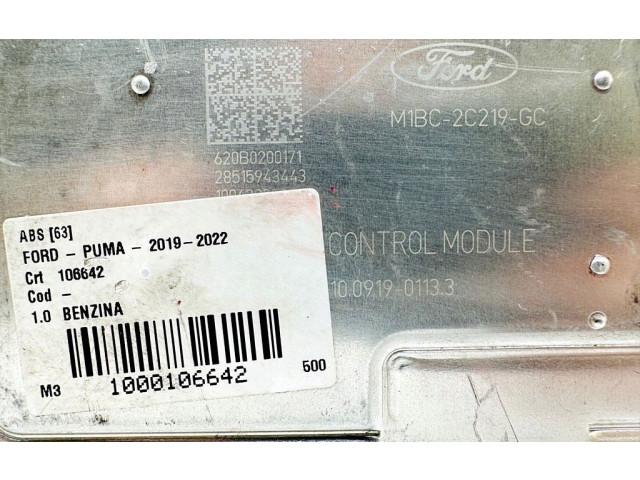 Ford
M1BC-2C219-GC
620B0200171
28515943443
CONTROL MODULE
10.0919-0113.3
ABS [63]
FORD - PUMA - 2019-2022
Crt 106642
Cod -
1.0 BENZINA
M3 1000106642 500